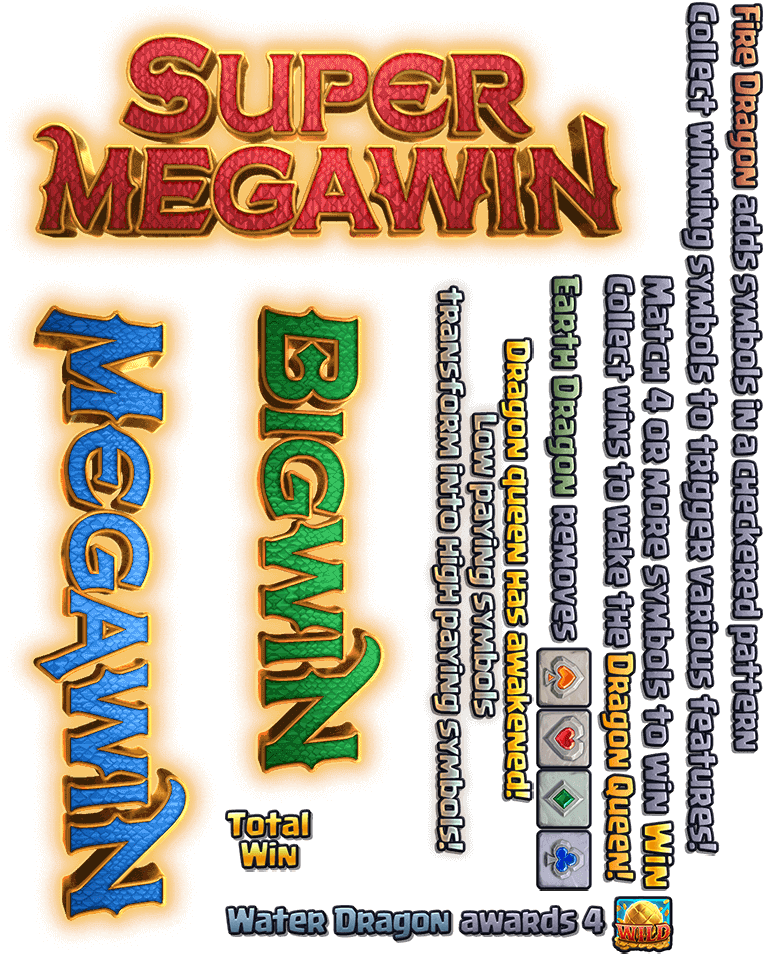 SUPER
MEGAWIN
MEGAWIN
BIGWIN
Total
Win
Fire Dragon adds symbols in a checkered pattern
Collect winning symbols to trigger various features!
Match 4 or more symbols to win Win
Collect wins to wake the Dragon Queen!
Earth Dragon removes
Dragon queen has awakened!
Low paying symbols
transform into high paying symbols!
Water Dragon awards 4 WILD